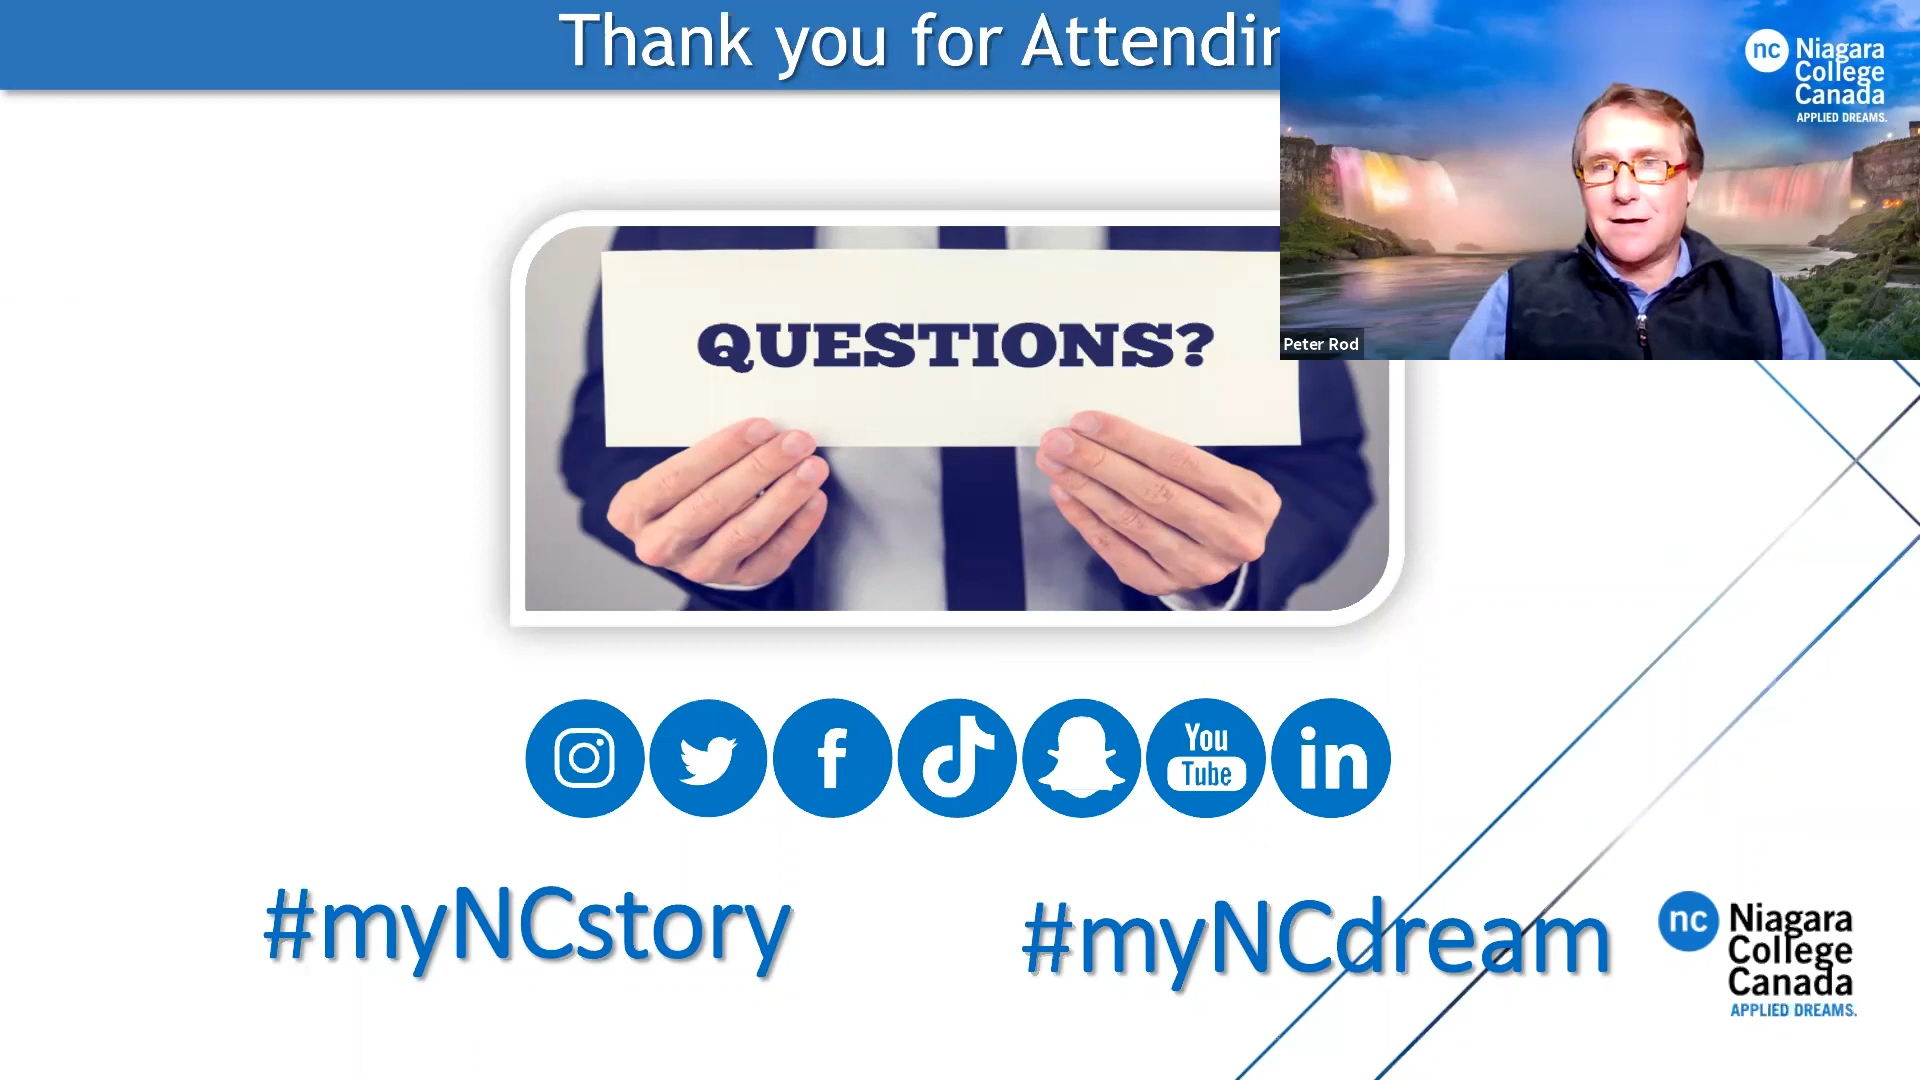 Thank you for Attendin
nc Niagara
College
Canada
APPLIED DREAMS.
QUESTIONS?
Peter Rod
You
Tube
in
#myNCstory
#myNCdream
nc Niagara
College
Canada
APPLIED DREAMS.